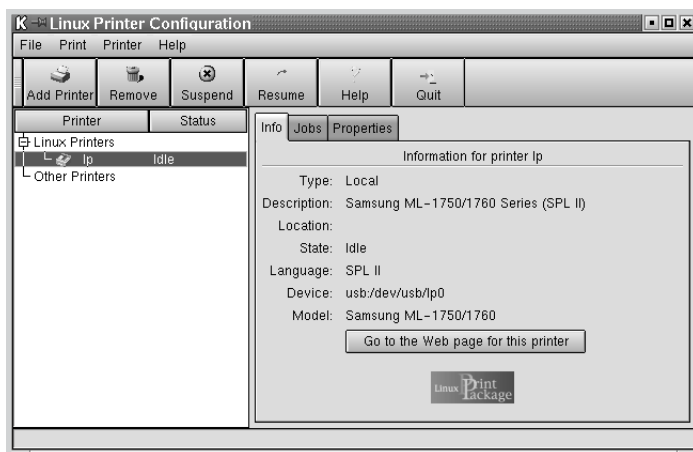 Linux Printer Configuration
File Print Printer Help
Add Printer Remove Suspend Resume Help Quit
Printer Status
Linux Printers
lp Idle
Other Printers
Info Jobs Properties
Information for printer lp
Type: Local
Description: Samsung ML-1750/1760 Series (SPL II)
Location:
State: Idle
Language: SPL II
Device: usb:/dev/usb/lp0
Model: Samsung ML-1750/1760
Go to the Web page for this printer
Linux Print Package